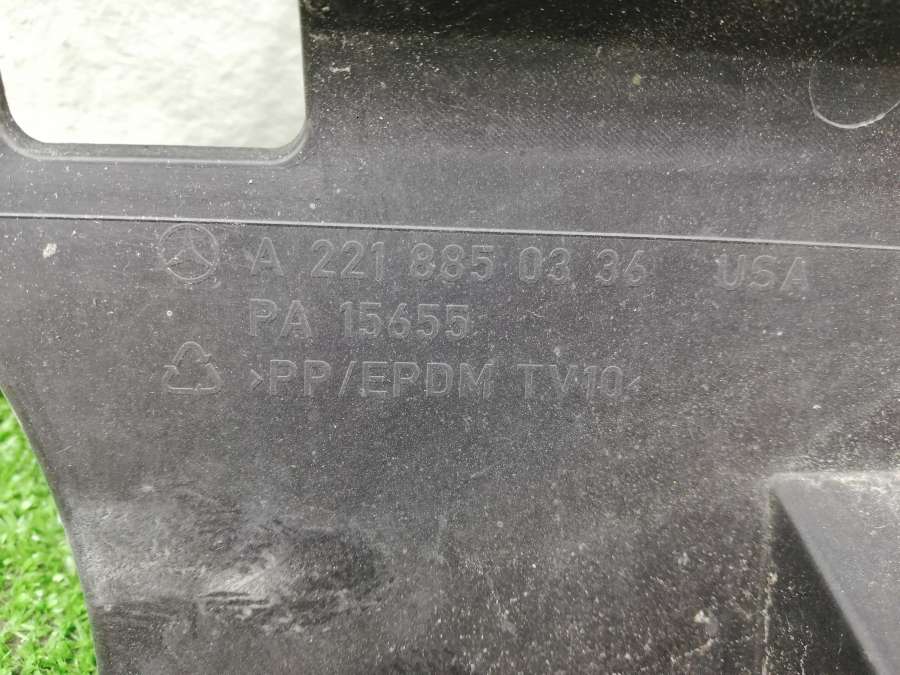 A 221 885 03 36 USA
PA 15655
>PP/EPDM TV10<